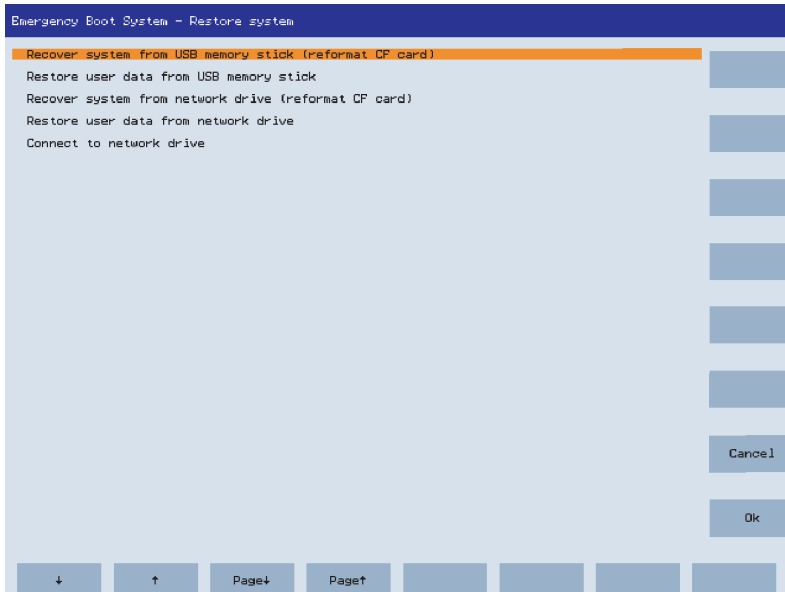 Emergency Boot System - Restore system
Recover system from USB memory stick (reformat CF card)
Restore user data from USB memory stick
Recover system from network drive (reformat CF card)
Restore user data from network drive
Connect to network drive
Cancel
Ok
↓ ↑ Page↓ Page↑